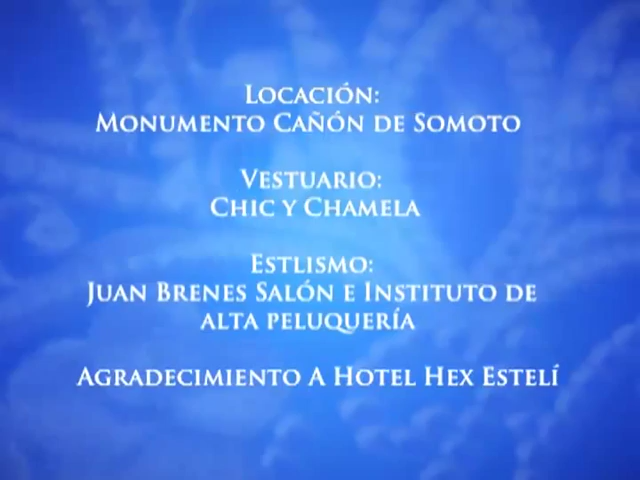 Locación:
Monumento Cañón de Somoto
Vestuario:
Chic y Chamela
Estlismo:
Juan Brenes Salón e Instituto de
alta peluquería
Agradecimiento A Hotel Hex Estelí